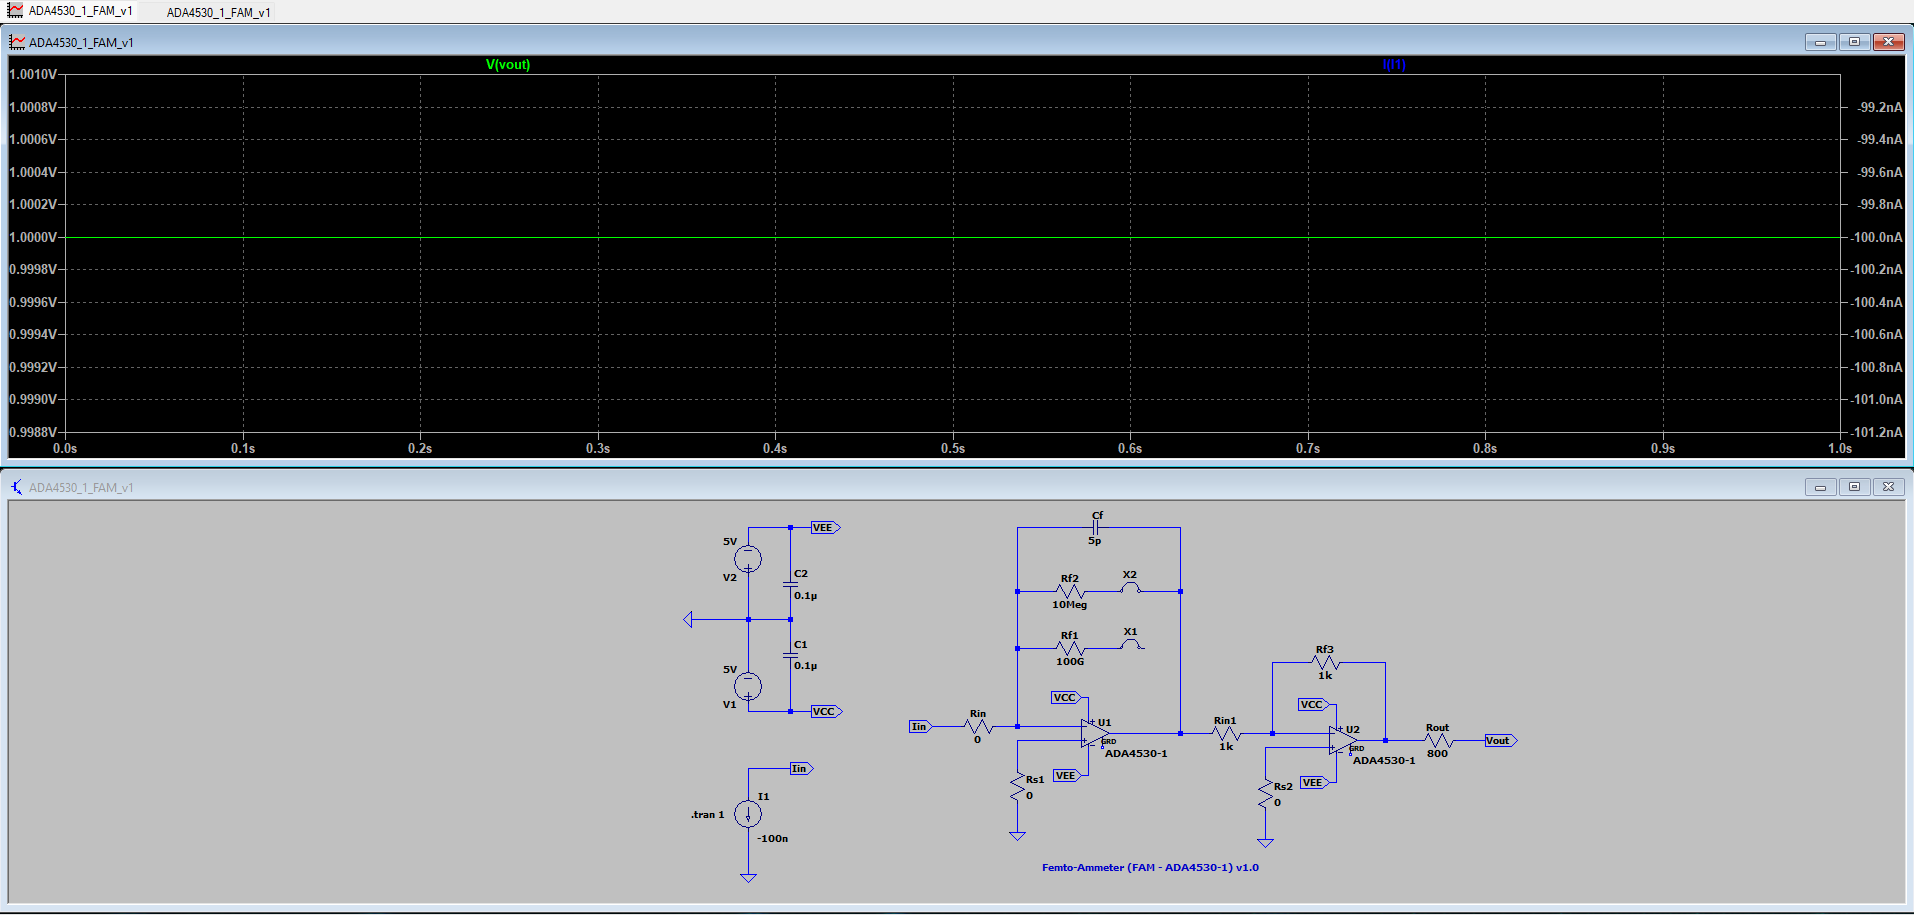 ADA4530_1_FAM_v1 ADA4530_1_FAM_v1
ADA4530_1_FAM_v1
V(vout) I(I1)
1.0010V
1.0008V -99.2nA
1.0006V -99.4nA
1.0004V -99.6nA
1.0002V -99.8nA
1.0000V -100.0nA
0.9998V -100.2nA
0.9996V -100.4nA
0.9994V -100.6nA
0.9992V -100.8nA
0.9990V -101.0nA
0.9988V -101.2nA
0.0s 0.1s 0.2s 0.3s 0.4s 0.5s 0.6s 0.7s 0.8s 0.9s 1.0s
ADA4530_1_FAM_v1
VEE
5V
V2
C2
0.1µ
C1
0.1µ
5V
V1
VCC
Iin
I1
.tran 1
-100n
Cf
5p
Rf2 X2
10Meg
Rf1 X1
100G
VCC
Iin
Rin
0
U1
GRD
ADA4530-1
VEE
Rs1
0
Rin1
1k
Rf3
1k
VCC
U2
GRD
ADA4530-1
VEE
Rs2
0
Rout
800
Vout
Femto-Ammeter (FAM - ADA4530-1) v1.0